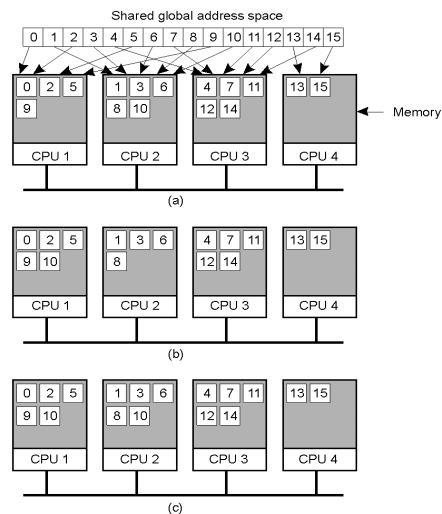 Shared global address space
0 1 2 3 4 5 6 7 8 9 10 11 12 13 14 15
0 2 5 1 3 6 4 7 11 13 15
9 8 10 12 14
Memory
CPU 1 CPU 2 CPU 3 CPU 4
(a)
0 2 5 1 3 6 4 7 11 13 15
9 10 8 12 14
CPU 1 CPU 2 CPU 3 CPU 4
(b)
0 2 5 1 3 6 4 7 11 13 15
9 10 8 10 12 14
CPU 1 CPU 2 CPU 3 CPU 4
(c)